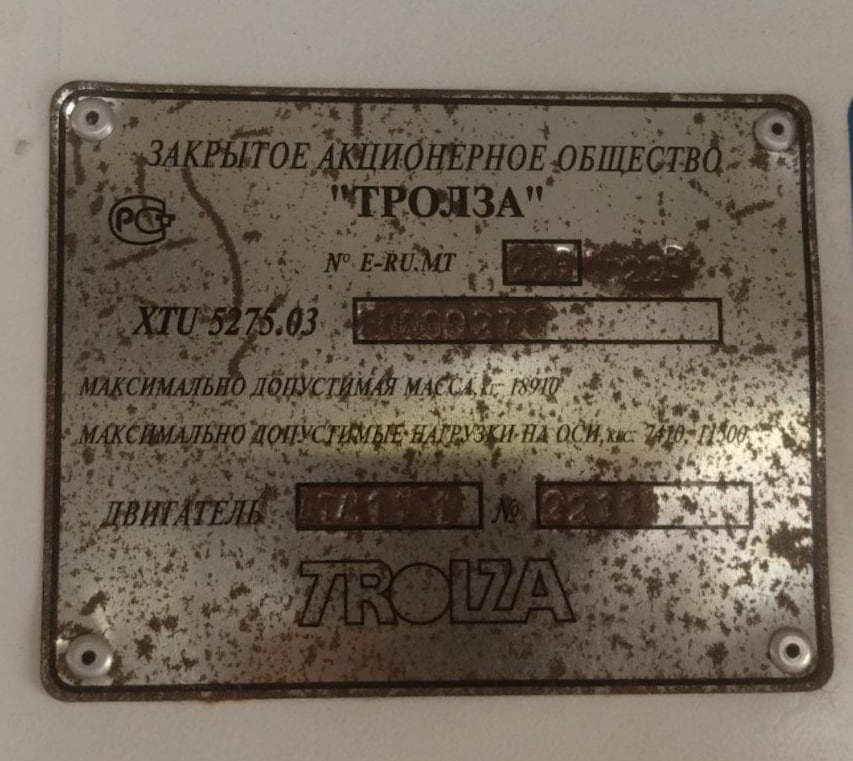 ЗАКРЫТОЕ АКЦИОНЕРНОЕ ОБЩЕСТВО
"ТРОЛЗА"
РСТ
N° E-RU.MT
XTU 5275.03
МАКСИМАЛЬНО ДОПУСТИМАЯ МАССА, кг: 18910
МАКСИМАЛЬНО ДОПУСТИМЫЕ НАГРУЗКИ НА ОСИ, кгс: 7410; 11500
ДВИГАТЕЛЬ №
TROLZA